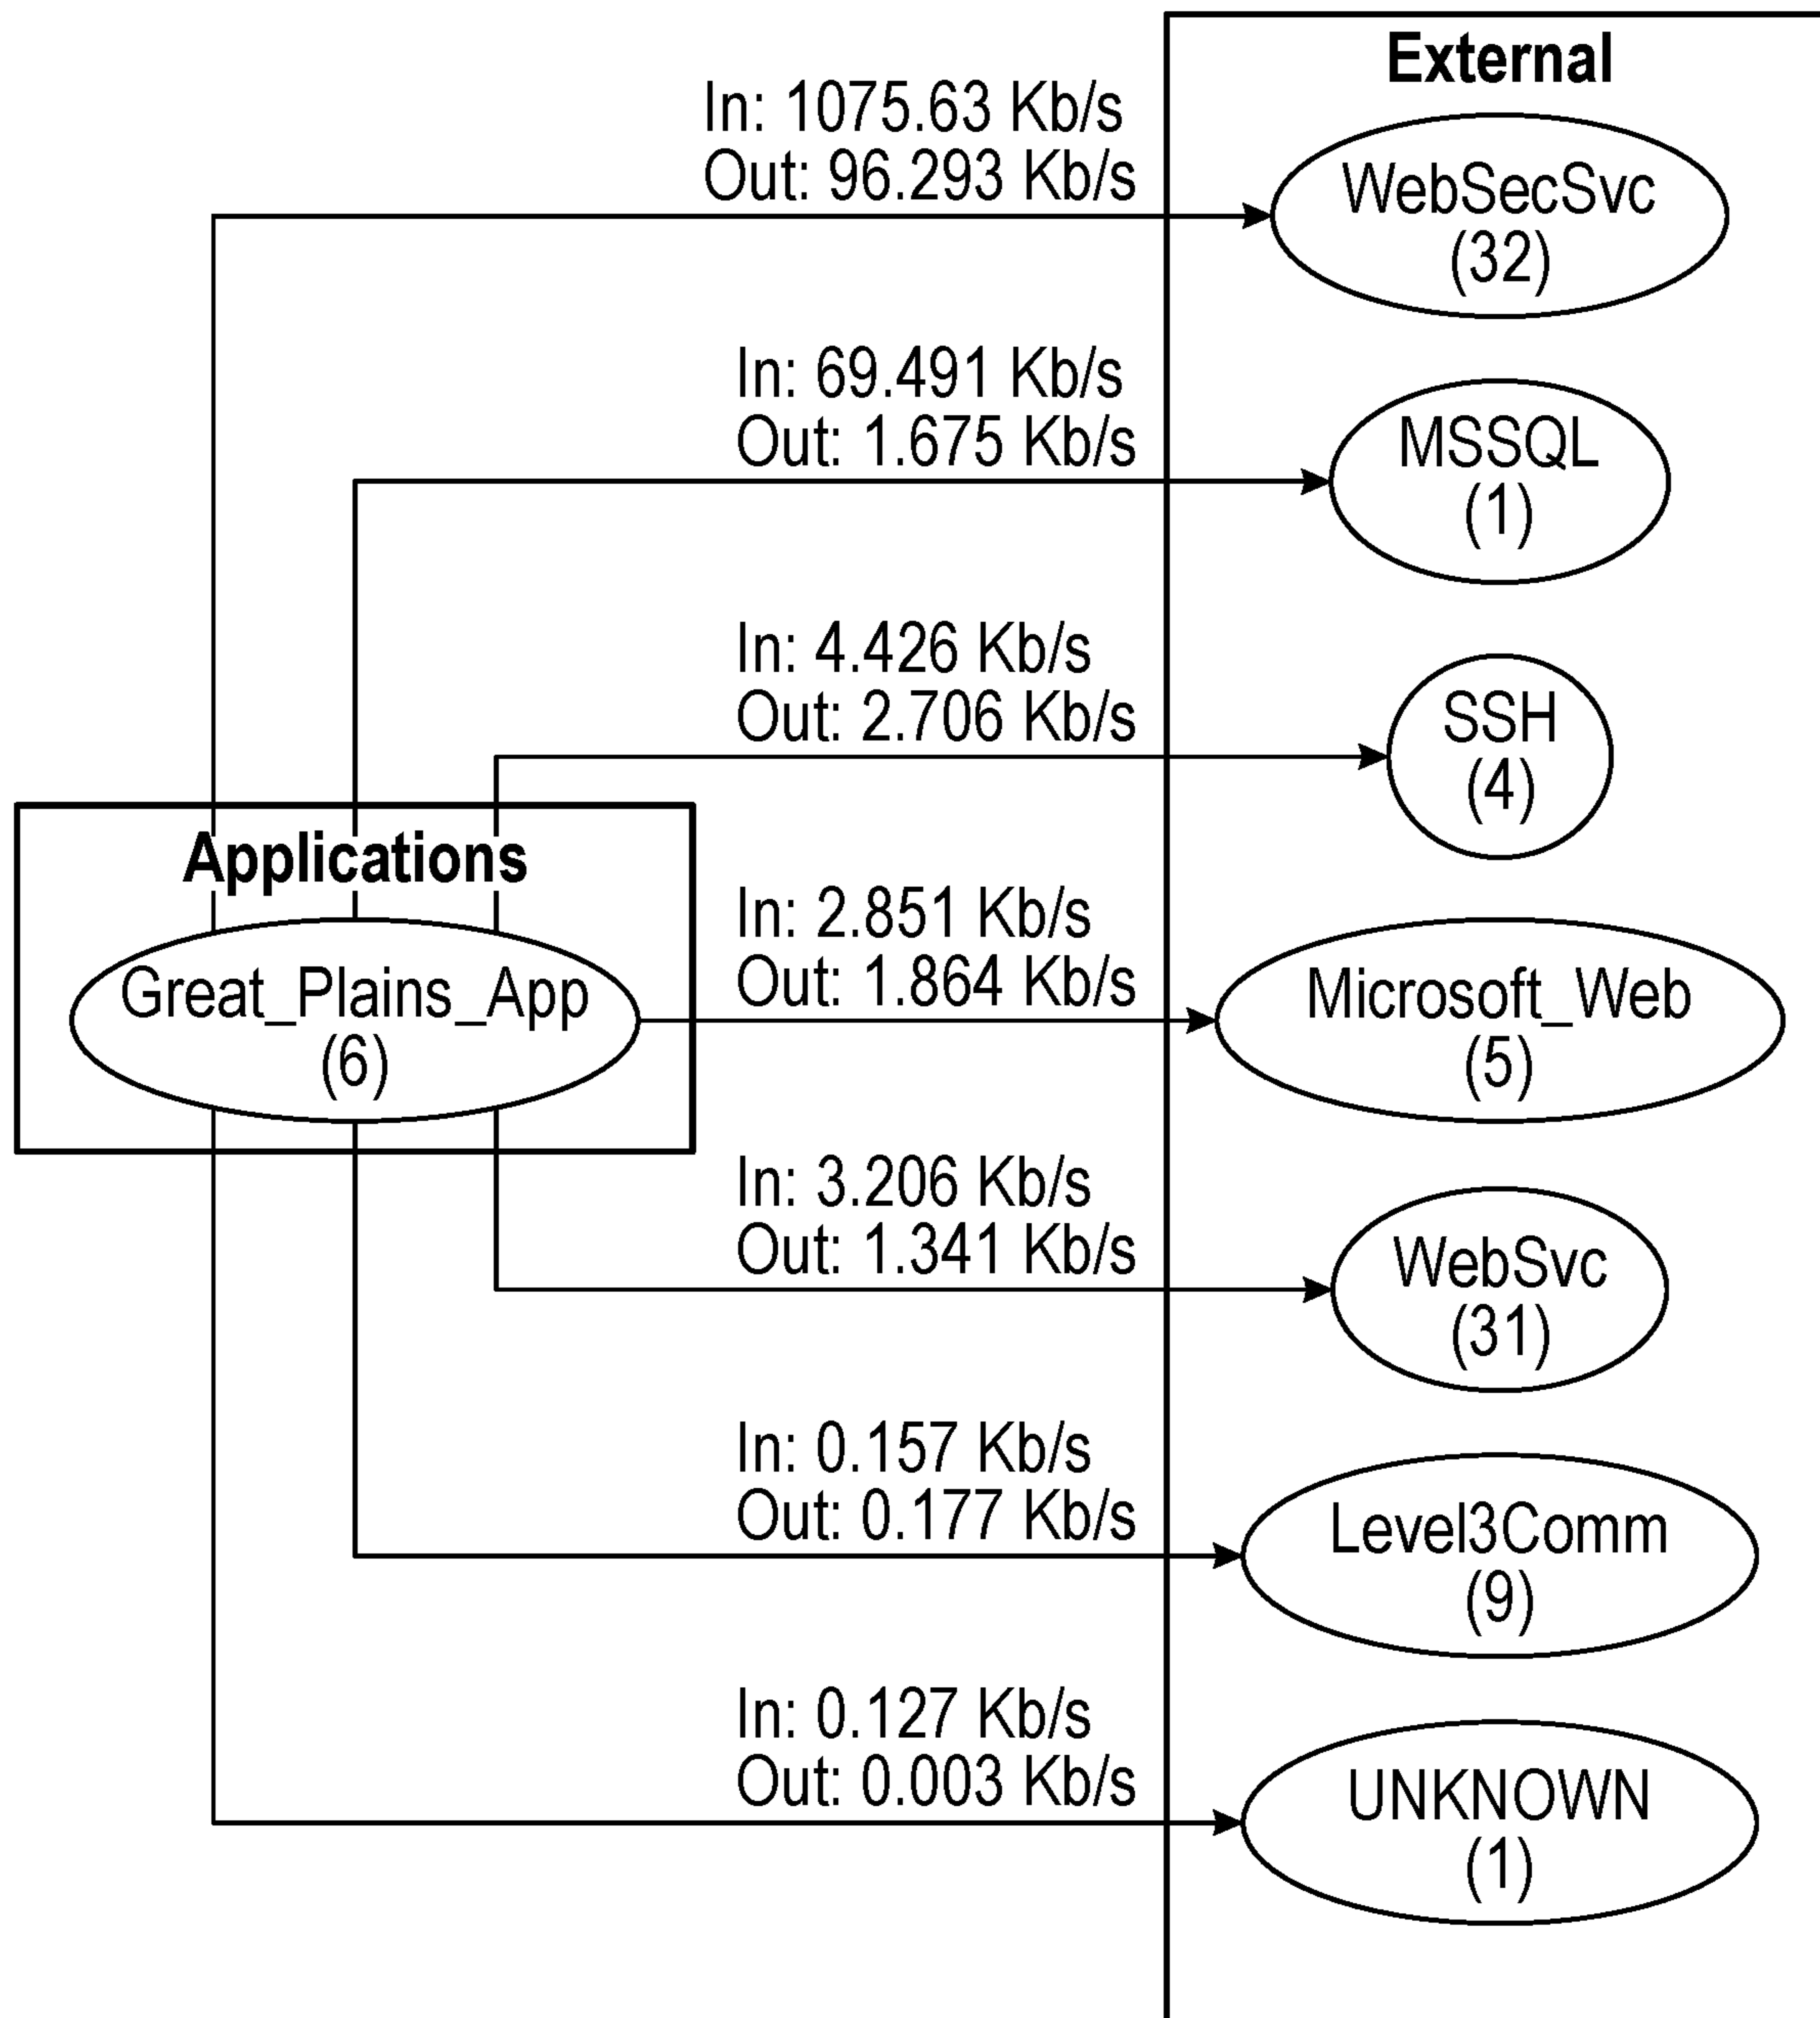 External
In: 1075.63 Kb/s
Out: 96.293 Kb/s
WebSecSvc
(32)
In: 69.491 Kb/s
Out: 1.675 Kb/s
MSSQL
(1)
In: 4.426 Kb/s
Out: 2.706 Kb/s
SSH
(4)
Applications
Great_Plains_App
(6)
In: 2.851 Kb/s
Out: 1.864 Kb/s
Microsoft_Web
(5)
In: 3.206 Kb/s
Out: 1.341 Kb/s
WebSvc
(31)
In: 0.157 Kb/s
Out: 0.177 Kb/s
Level3Comm
(9)
In: 0.127 Kb/s
Out: 0.003 Kb/s
UNKNOWN
(1)